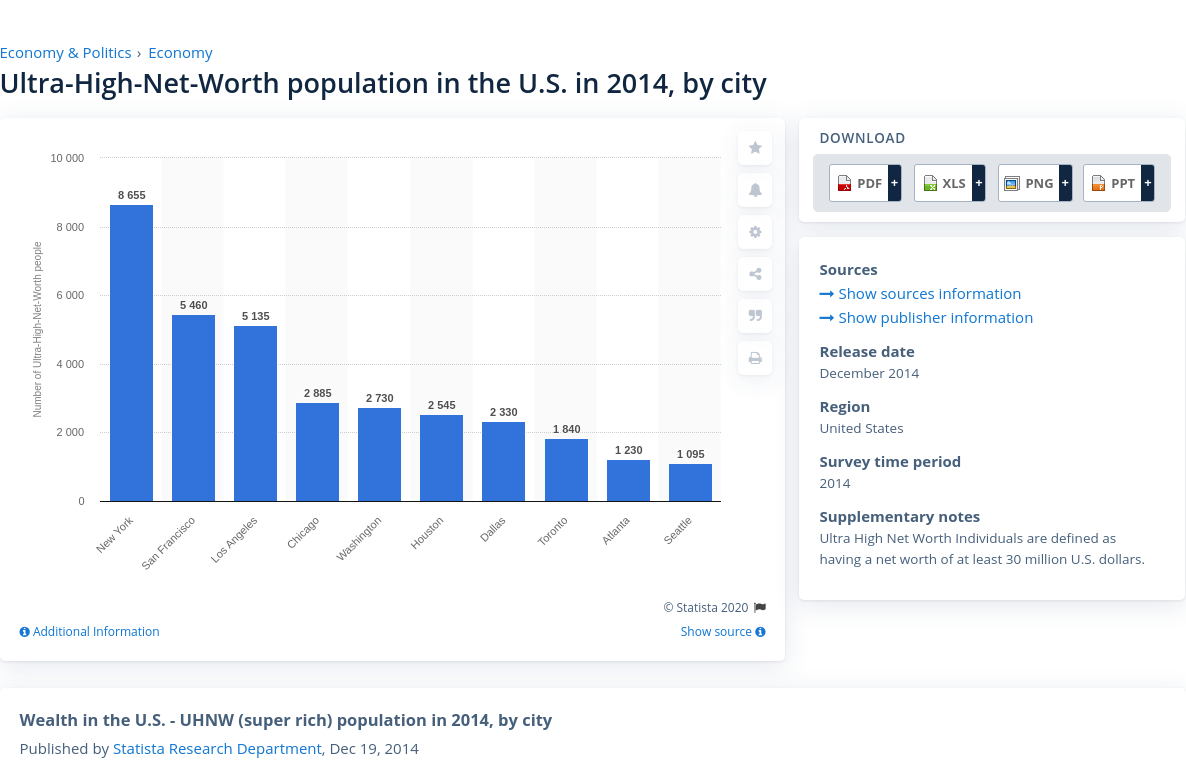 Economy & Politics › Economy
Ultra-High-Net-Worth population in the U.S. in 2014, by city
Number of Ultra-High-Net-Worth people
10 000
8 000
6 000
4 000
2 000
0
8 655
5 460
5 135
2 885
2 730
2 545
2 330
1 840
1 230
1 095
New York
San Francisco
Los Angeles
Chicago
Washington
Houston
Dallas
Toronto
Atlanta
Seattle
© Statista 2020
Additional Information
Show source
DOWNLOAD
PDF +
XLS +
PNG +
PPT +
Sources
Show sources information
Show publisher information
Release date
December 2014
Region
United States
Survey time period
2014
Supplementary notes
Ultra High Net Worth Individuals are defined as
having a net worth of at least 30 million U.S. dollars.
Wealth in the U.S. - UHNW (super rich) population in 2014, by city
Published by Statista Research Department, Dec 19, 2014